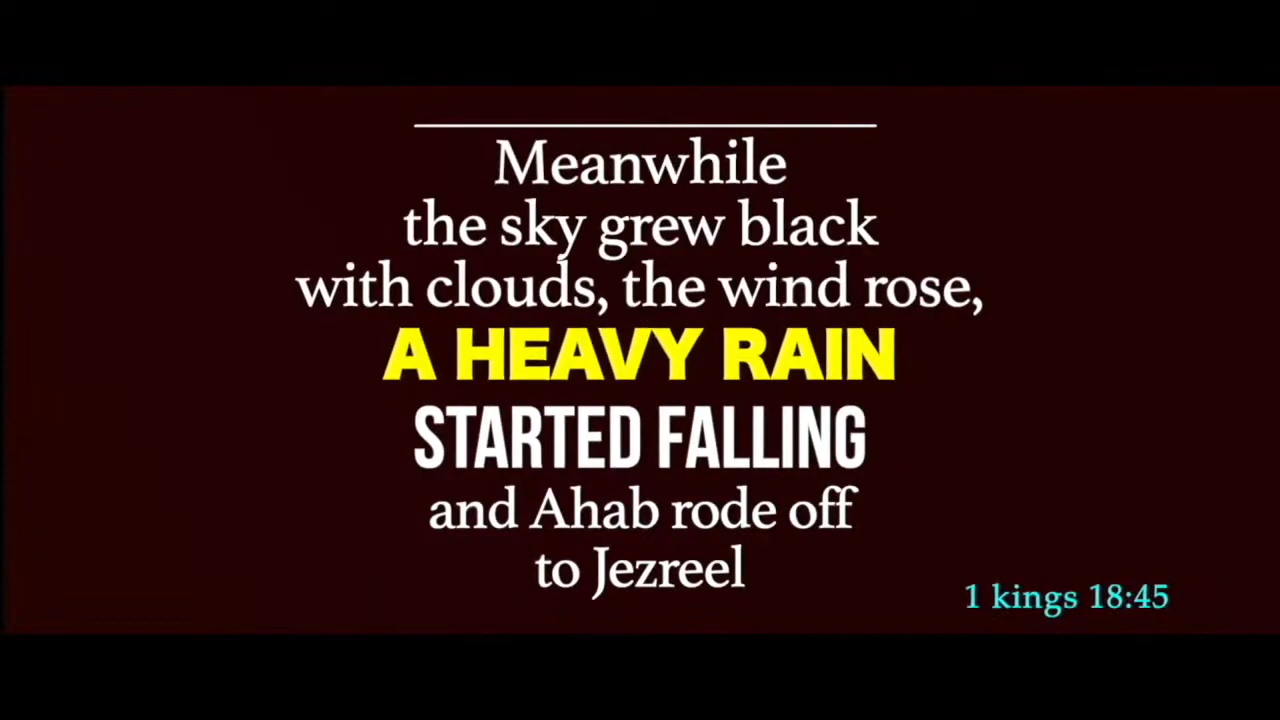 Meanwhile
the sky grew black
with clouds, the wind rose,
A HEAVY RAIN
STARTED FALLING
and Ahab rode off
to Jezreel
1 kings 18:45